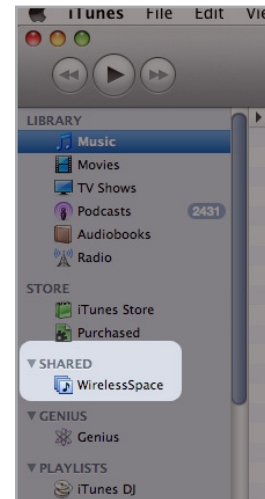 iTunes File Edit Vie
LIBRARY
Music
Movies
TV Shows
Podcasts 2431
Audiobooks
Radio
STORE
iTunes Store
Purchased
SHARED
WirelessSpace
GENIUS
Genius
PLAYLISTS
iTunes DJ